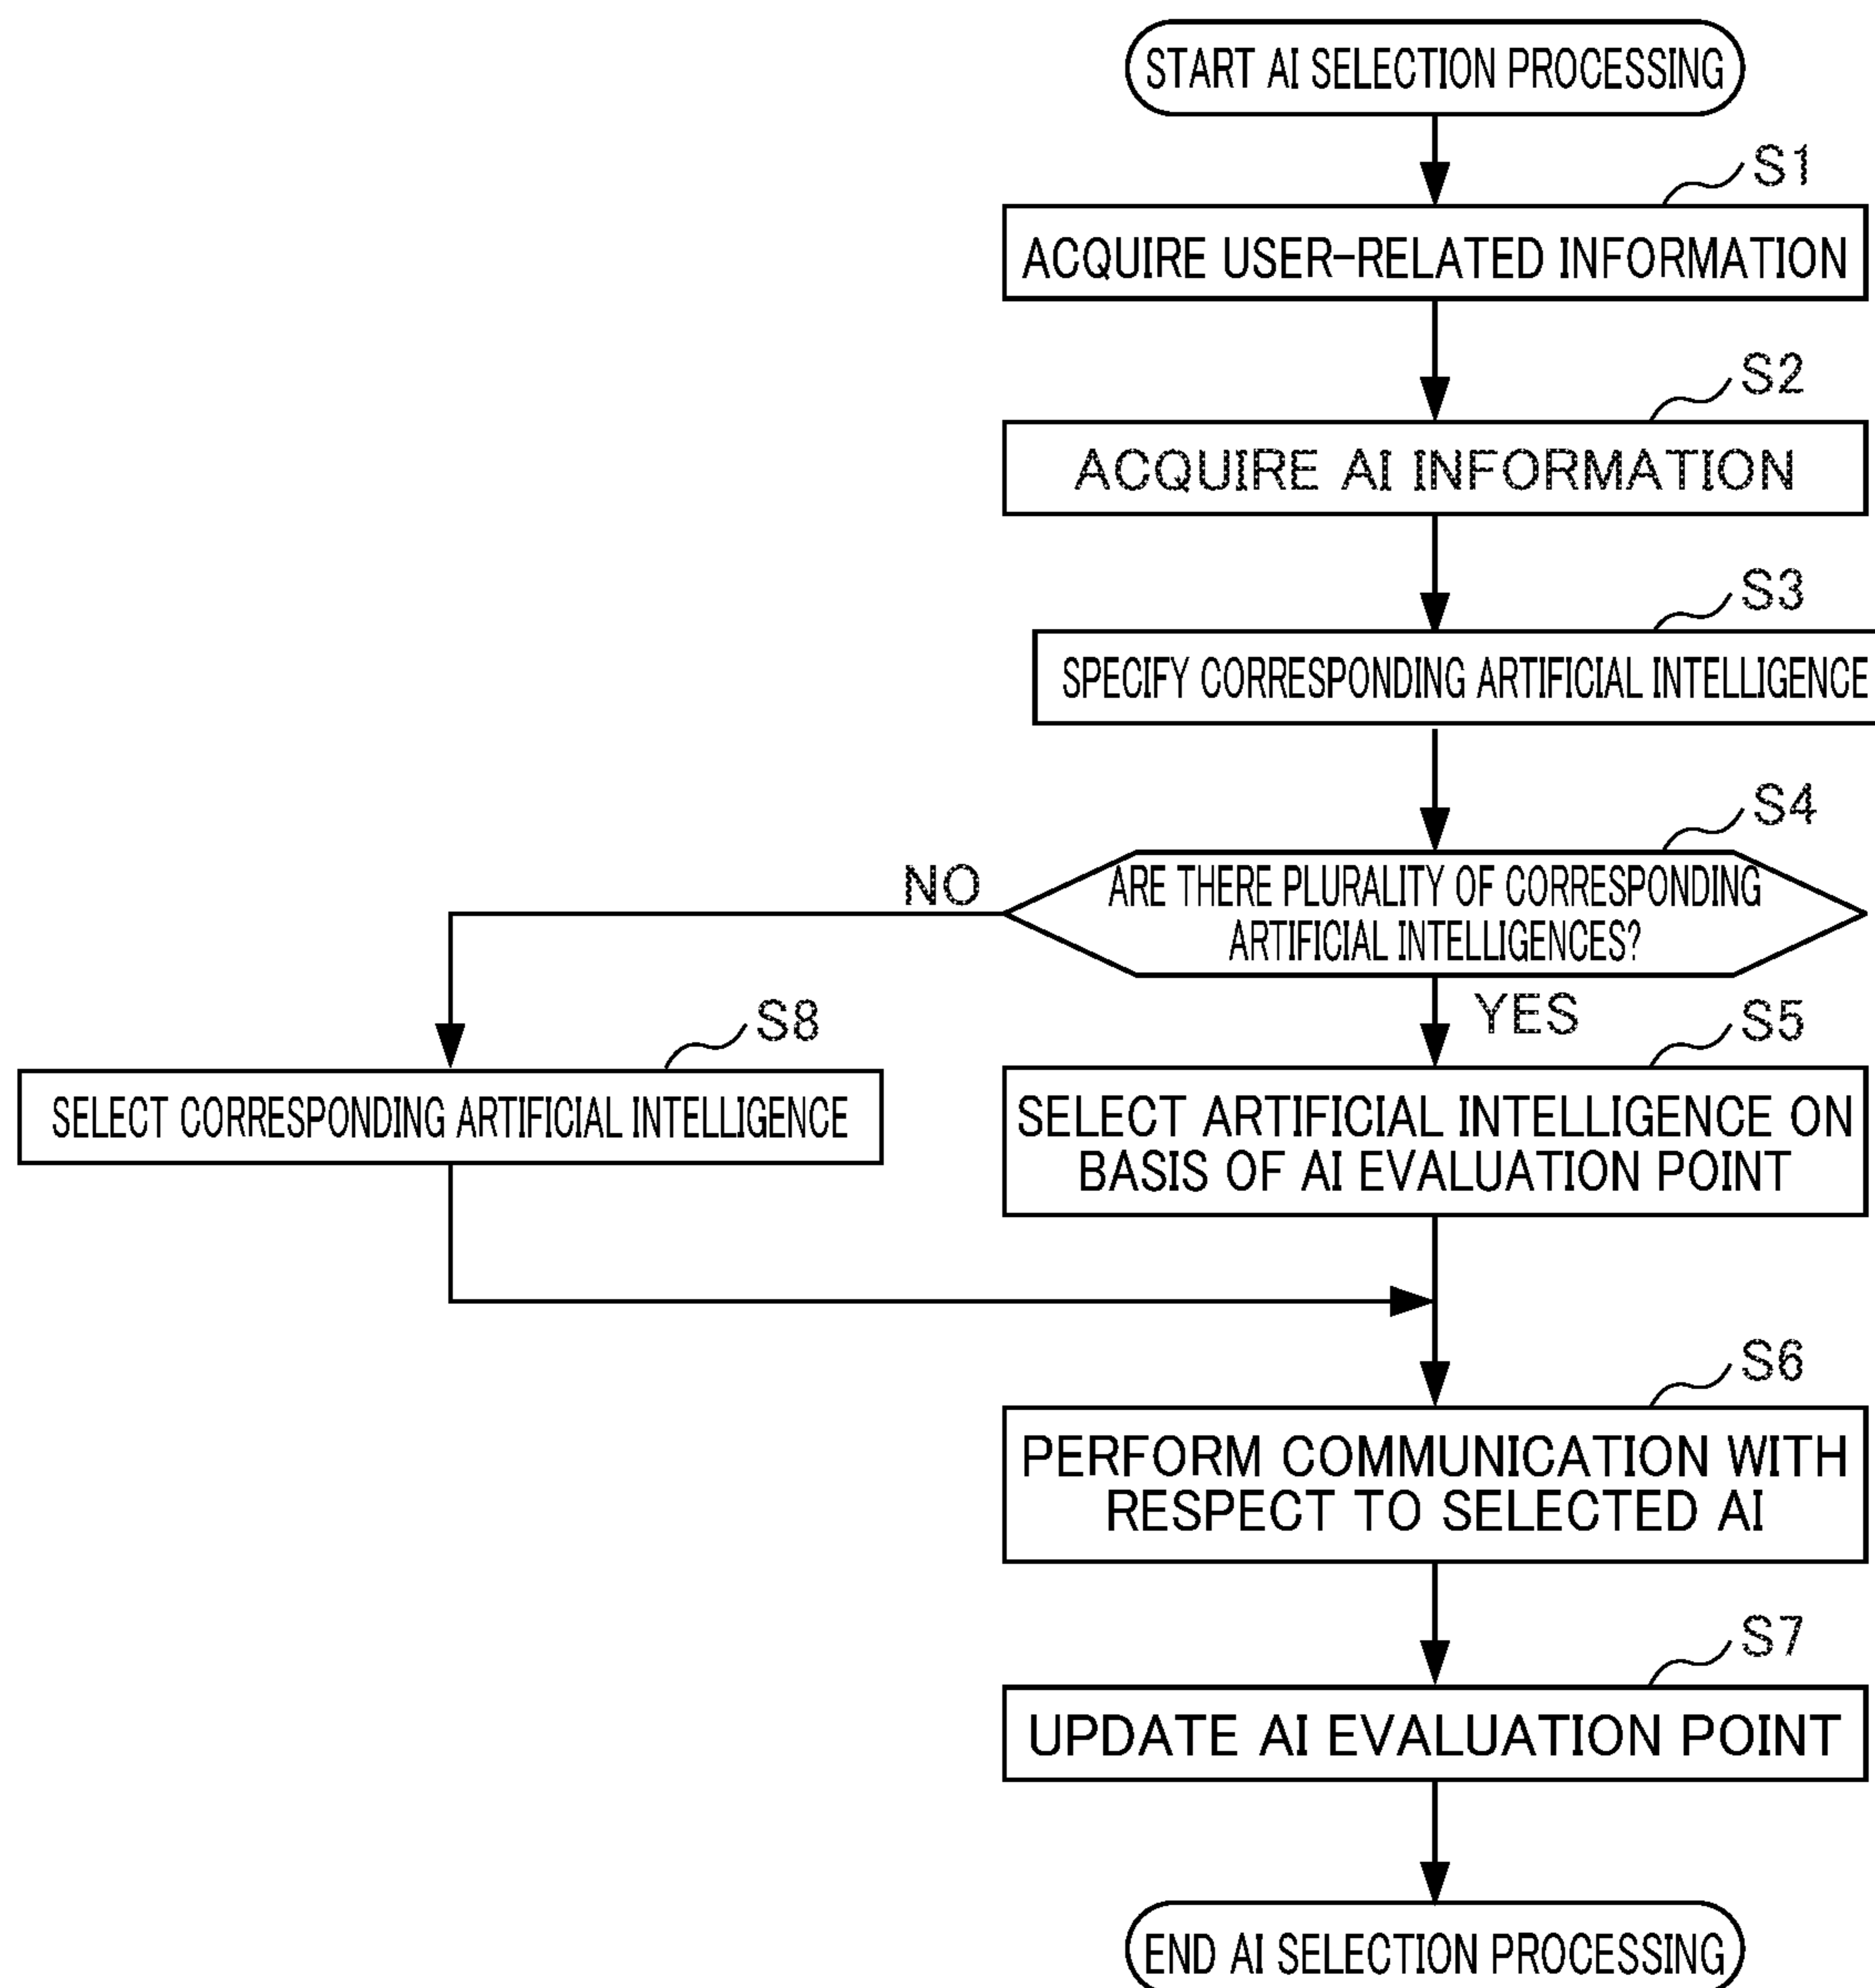 START AI SELECTION PROCESSING
S1
ACQUIRE USER-RELATED INFORMATION
S2
ACQUIRE AI INFORMATION
S3
SPECIFY CORRESPONDING ARTIFICIAL INTELLIGENCE
S4
NO
ARE THERE PLURALITY OF CORRESPONDING
ARTIFICIAL INTELLIGENCES?
YES
S8
S5
SELECT CORRESPONDING ARTIFICIAL INTELLIGENCE
SELECT ARTIFICIAL INTELLIGENCE ON
BASIS OF AI EVALUATION POINT
S6
PERFORM COMMUNICATION WITH
RESPECT TO SELECTED AI
S7
UPDATE AI EVALUATION POINT
END AI SELECTION PROCESSING